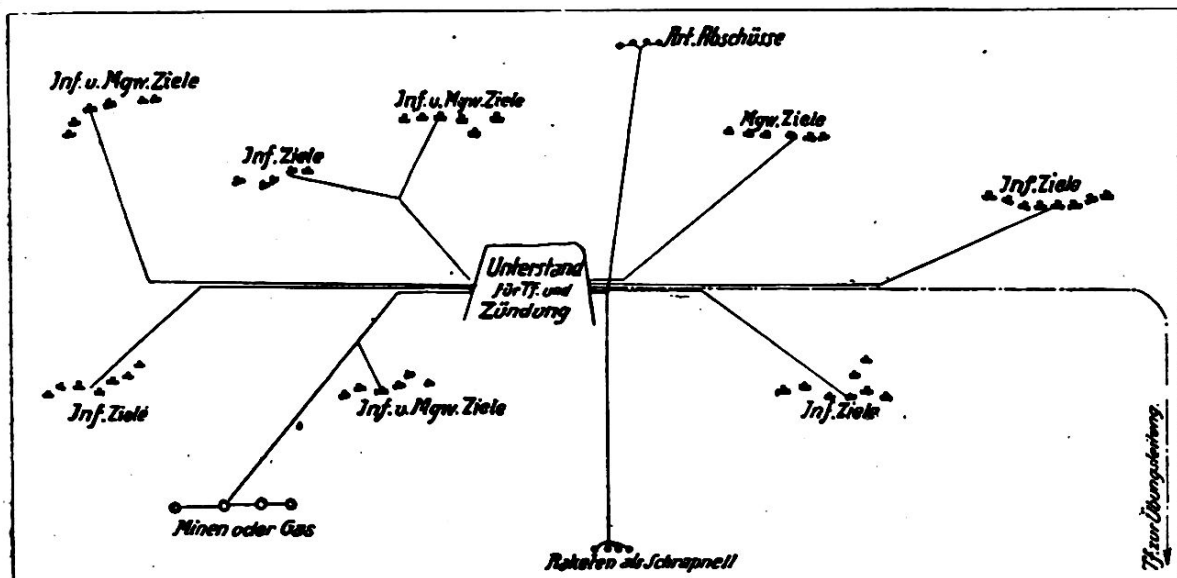 Art. Abschüsse
Inf. u. Mgw. Ziele
Inf. u. Mgw. Ziele
Mgw. Ziele
Inf. Ziele
Inf. Ziele
Unterstand
für Tf. und
Zündung
Inf. Ziele
Inf. u. Mgw. Ziele
Inf. Ziele
Minen oder Gas
Raketen als Schrapnell
Tf. zur Übungsleitung.